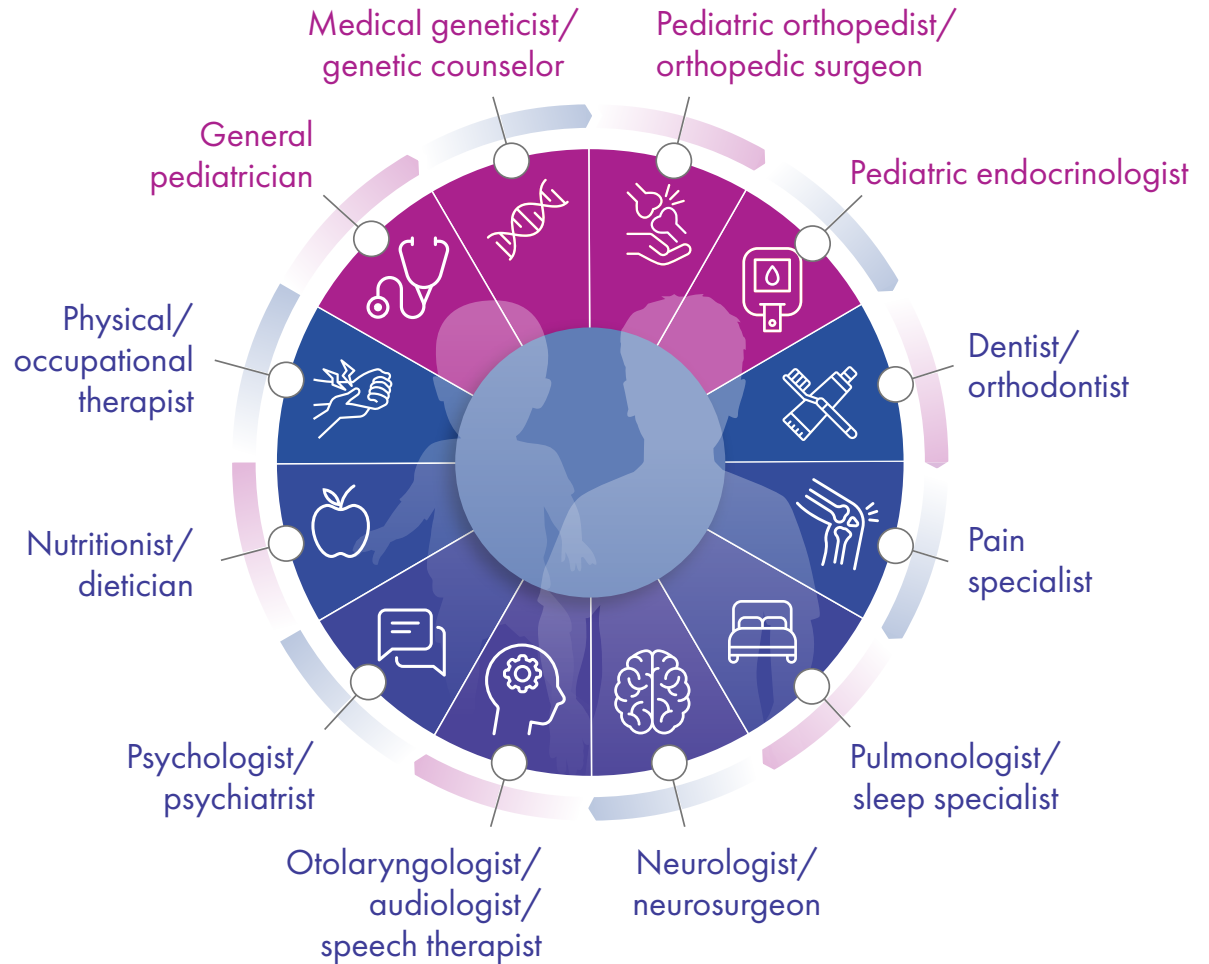 Medical geneticist/
genetic counselor
Pediatric orthopedist/
orthopedic surgeon
General
pediatrician
Pediatric endocrinologist
Physical/
occupational
therapist
Dentist/
orthodontist
Nutritionist/
dietician
Pain
specialist
Psychologist/
psychiatrist
Pulmonologist/
sleep specialist
Otolaryngologist/
audiologist/
speech therapist
Neurologist/
neurosurgeon